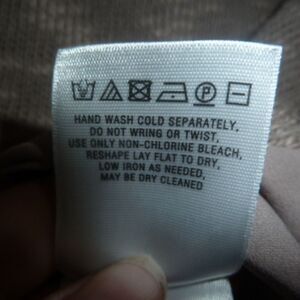 HAND WASH COLD SEPARATELY,
DO NOT WRING OR TWIST,
USE ONLY NON-CHLORINE BLEACH,
RESHAPE LAY FLAT TO DRY,
LOW IRON AS NEEDED,
MAY BE DRY CLEANED